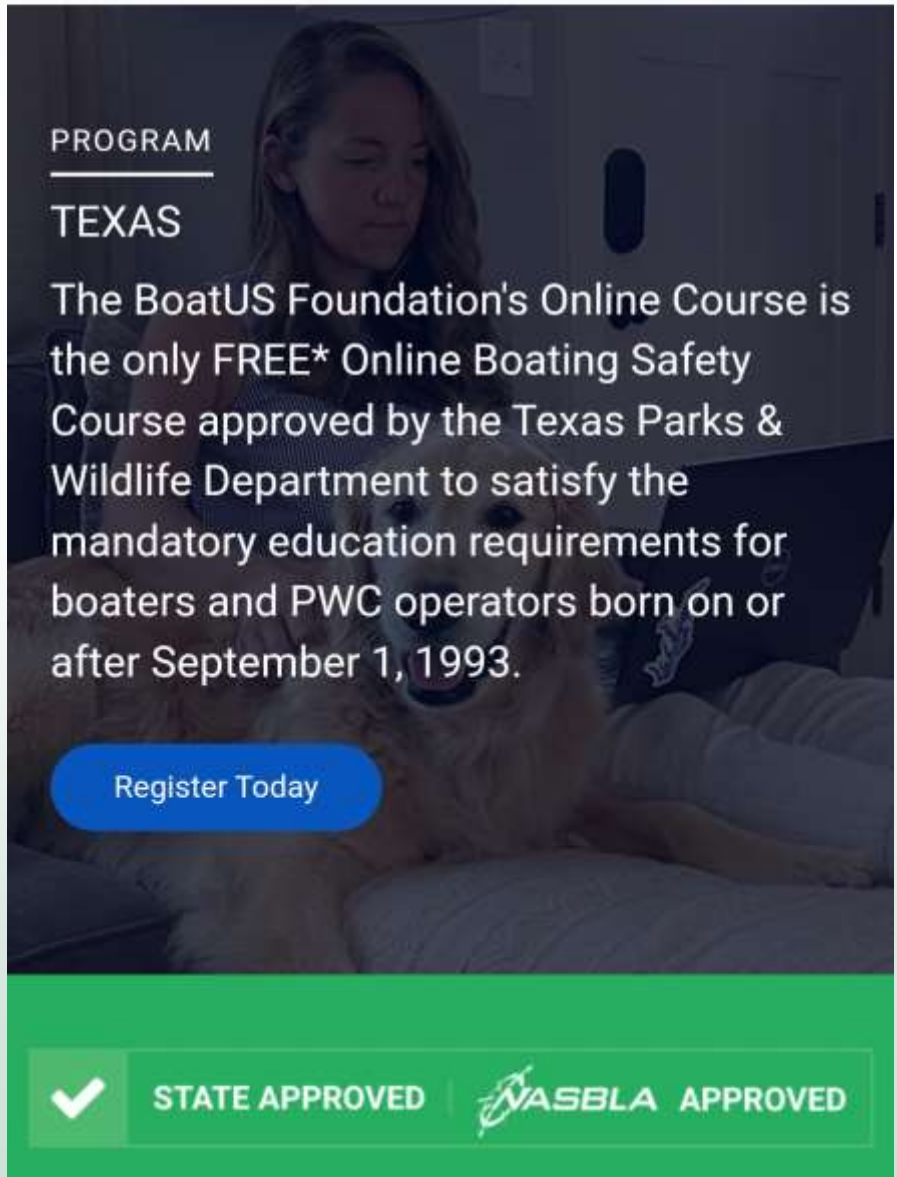 PROGRAM
TEXAS
The BoatUS Foundation's Online Course is
the only FREE* Online Boating Safety
Course approved by the Texas Parks &
Wildlife Department to satisfy the
mandatory education requirements for
boaters and PWC operators born on or
after September 1, 1993.
Register Today
STATE APPROVED NASBLA APPROVED